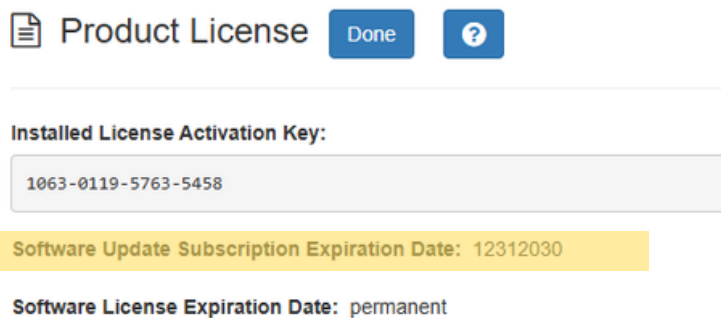 Product License Done ?
Installed License Activation Key:
1063-0119-5763-5458
Software Update Subscription Expiration Date: 12312030
Software License Expiration Date: permanent